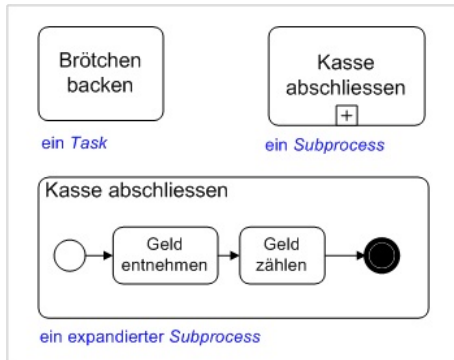 Brötchen
backen
Kasse
abschliessen
+
ein Task
ein Subprocess
Kasse abschliessen
Geld
entnehmen
Geld
zählen
ein expandierter Subprocess